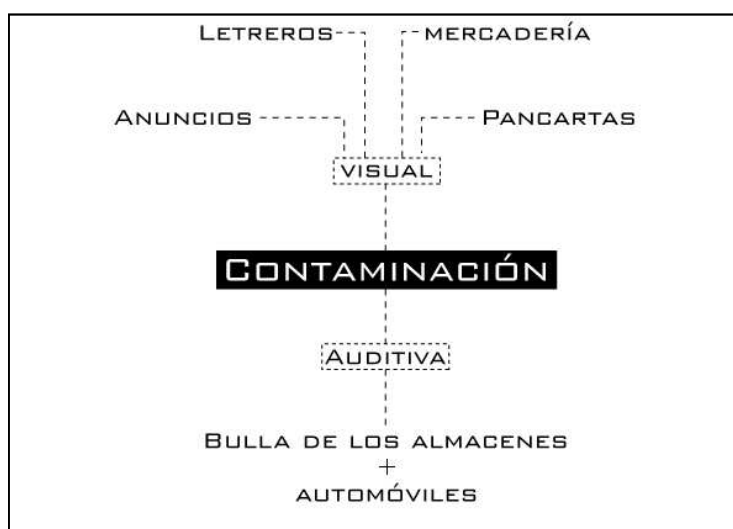 Letreros
mercadería
Anuncios
Pancartas
visual
Contaminación
Auditiva
Bulla de los almacenes
+
automóviles